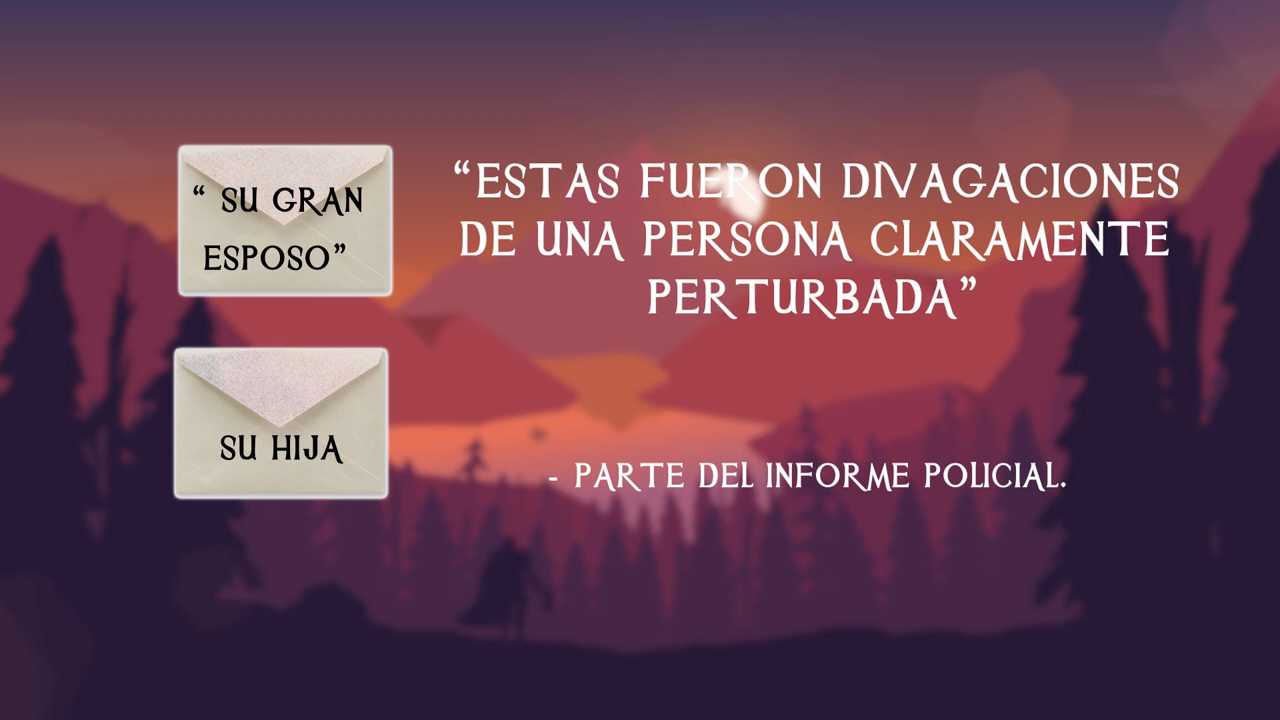 “ SU GRAN
ESPOSO”
SU HIJA
“ESTAS FUERON DIVAGACIONES
DE UNA PERSONA CLARAMENTE
PERTURBADA”
- PARTE DEL INFORME POLICIAL.